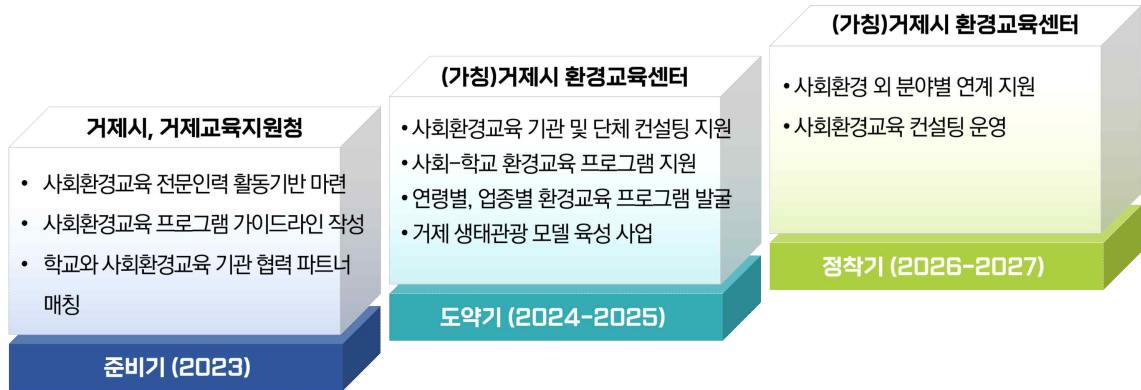 거제시, 거제교육지원청
• 사회환경교육 전문인력 활동기반 마련
• 사회환경교육 프로그램 가이드라인 작성
• 학교와 사회환경교육 기관 협력 파트너
매칭
준비기 (2023)
(가칭)거제시 환경교육센터
• 사회환경교육 기관 및 단체 컨설팅 지원
• 사회-학교 환경교육 프로그램 지원
• 연령별, 업종별 환경교육 프로그램 발굴
• 거제 생태관광 모델 육성 사업
도약기 (2024-2025)
(가칭)거제시 환경교육센터
• 사회환경 외 분야별 연계 지원
• 사회환경교육 컨설팅 운영
정착기 (2026-2027)